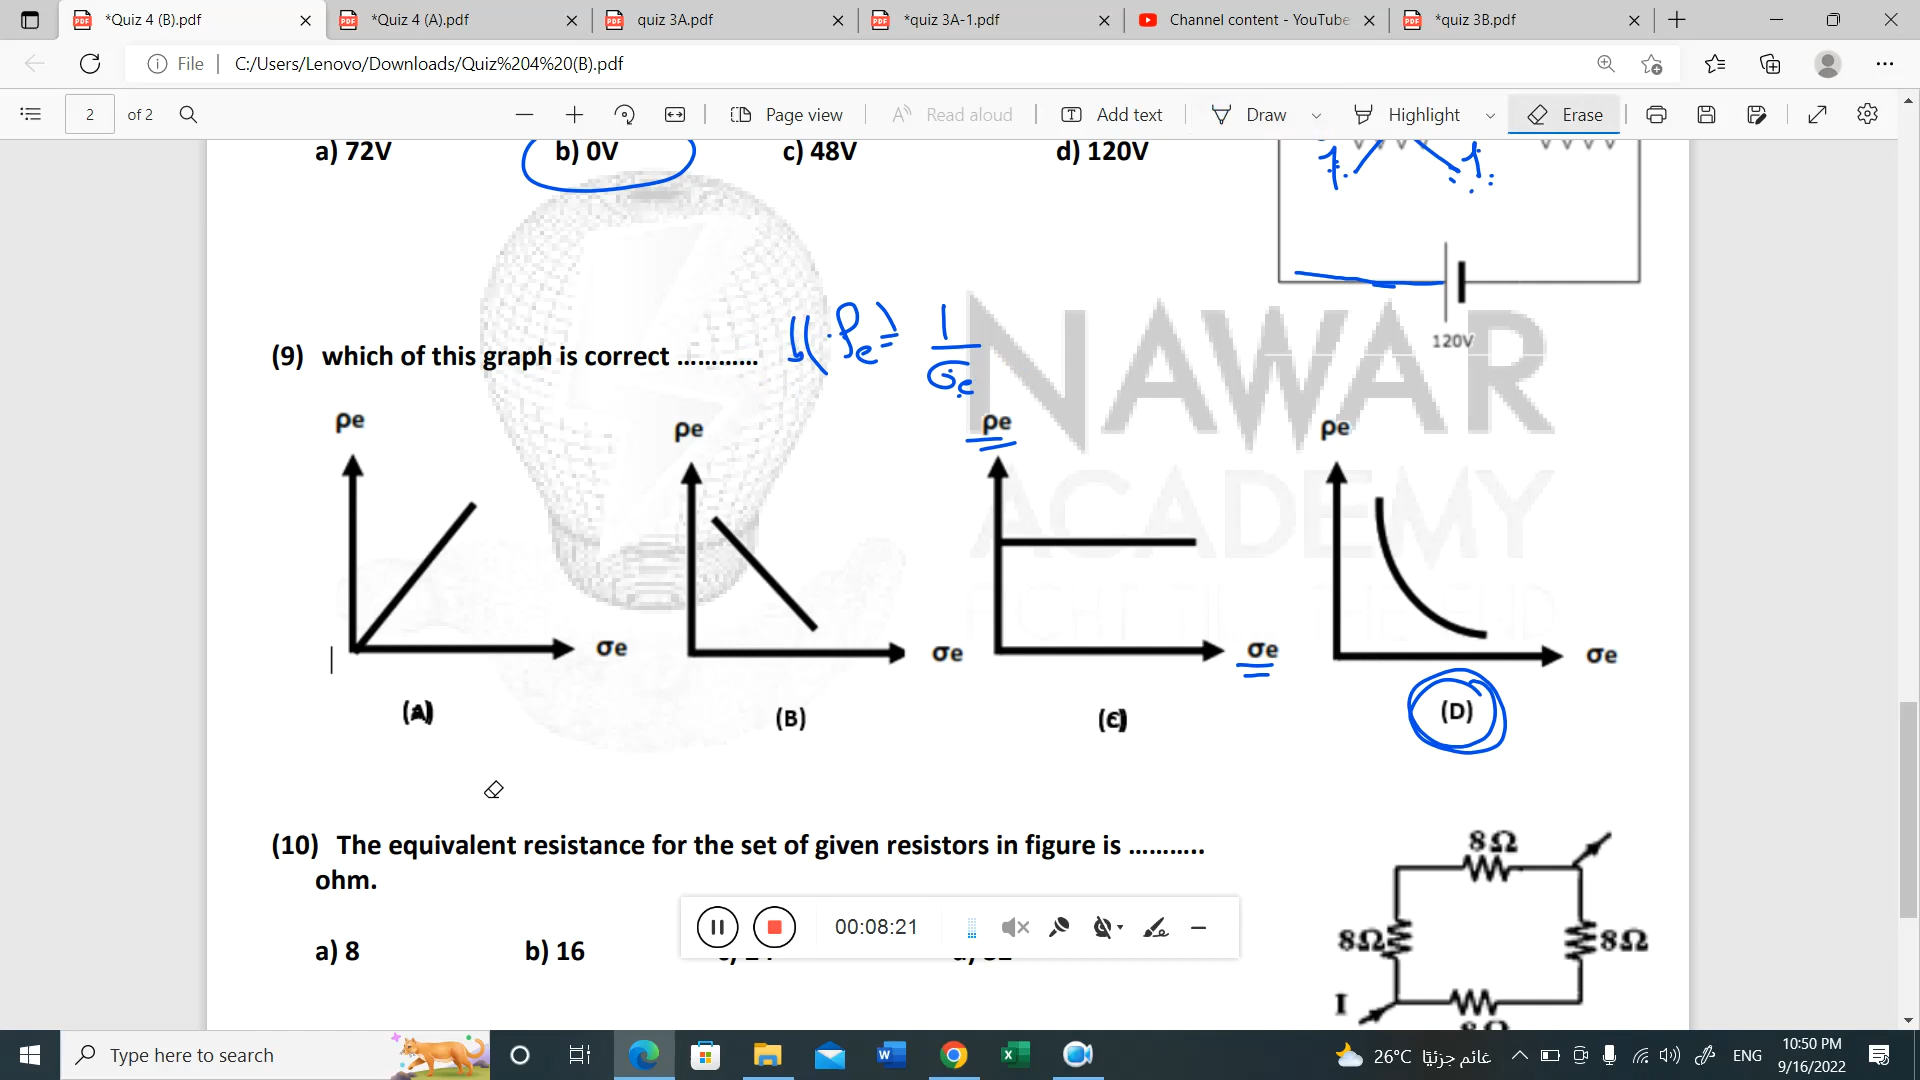 *Quiz 4 (B).pdf
*Quiz 4 (A).pdf
quiz 3A.pdf
*quiz 3A-1.pdf
Channel content - YouTube
*quiz 3B.pdf
File
C:/Users/Lenovo/Downloads/Quiz%204%20(B).pdf
2 of 2
Page view
Read aloud
Add text
Draw
Highlight
Erase
a) 72V b) 0V c) 48V d) 120V
120V
(9) which of this graph is correct ............
ρe = 1/σe
NAWAR
ACADEMY
ρe ρe ρe ρe
σe σe σe σe
(A) (B) (C) (D)
(10) The equivalent resistance for the set of given resistors in figure is ...........
ohm.
8Ω
8Ω
8Ω
I
a) 8 b) 16
00:08:21
Type here to search
26°C غائم جزئيًا
ENG
10:50 PM
9/16/2022